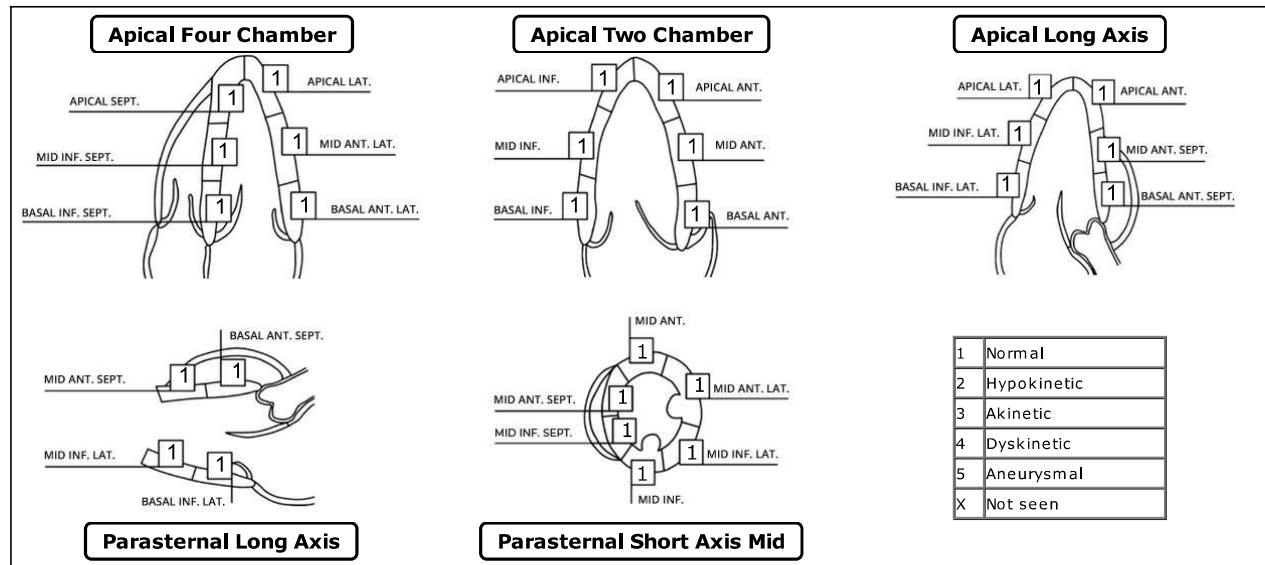 Apical Four Chamber
APICAL LAT.
1
APICAL SEPT.
1
MID ANT. LAT.
1
MID INF. SEPT.
1
BASAL INF. SEPT.
1
BASAL ANT. LAT.
1
Apical Two Chamber
APICAL INF.
1
APICAL ANT.
1
MID INF.
1
MID ANT.
1
BASAL INF.
1
BASAL ANT.
1
Apical Long Axis
APICAL LAT.
1
APICAL ANT.
1
MID INF. LAT.
1
MID ANT. SEPT.
1
BASAL INF. LAT.
1
BASAL ANT. SEPT.
1
BASAL ANT. SEPT.
1
MID ANT. SEPT.
1
MID INF. LAT.
1
BASAL INF. LAT.
1
Parasternal Long Axis
MID ANT.
1
MID ANT. LAT.
1
MID ANT. SEPT.
1
MID INF. SEPT.
1
MID INF. LAT.
1
MID INF.
1
Parasternal Short Axis Mid
1 Normal
2 Hypokinetic
3 Akinetic
4 Dyskinetic
5 Aneurysmal
X Not seen